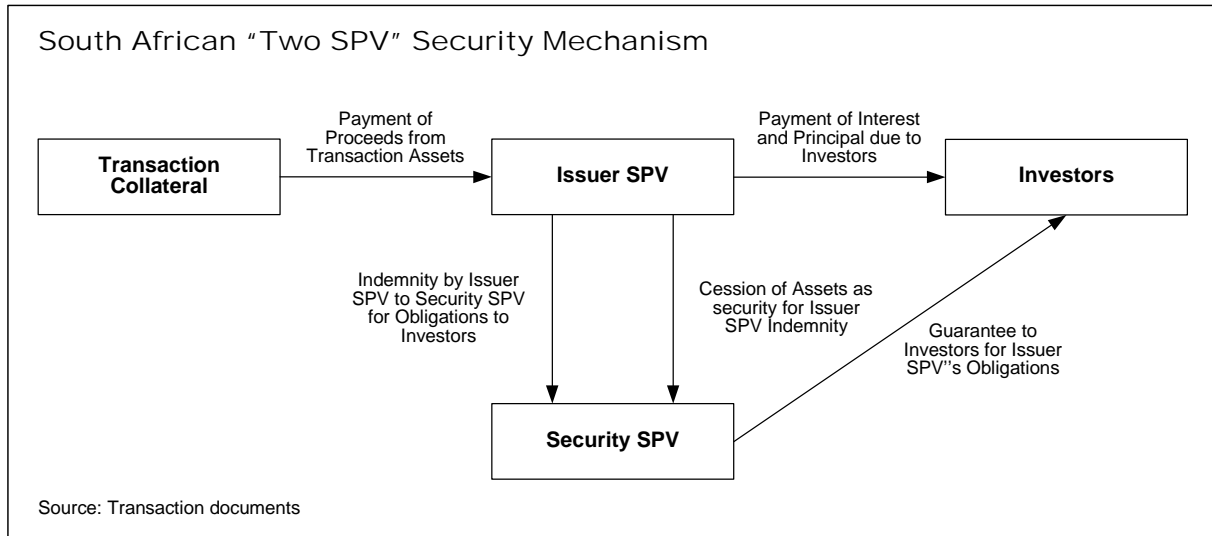 South African “Two SPV” Security Mechanism
Payment of
Proceeds from
Transaction Assets
Payment of Interest
and Principal due to
Investors
Transaction
Collateral
Issuer SPV
Investors
Indemnity by Issuer
SPV to Security SPV
for Obligations to
Investors
Cession of Assets as
security for Issuer
SPV Indemnity
Guarantee to
Investors for Issuer
SPV''s Obligations
Security SPV
Source: Transaction documents